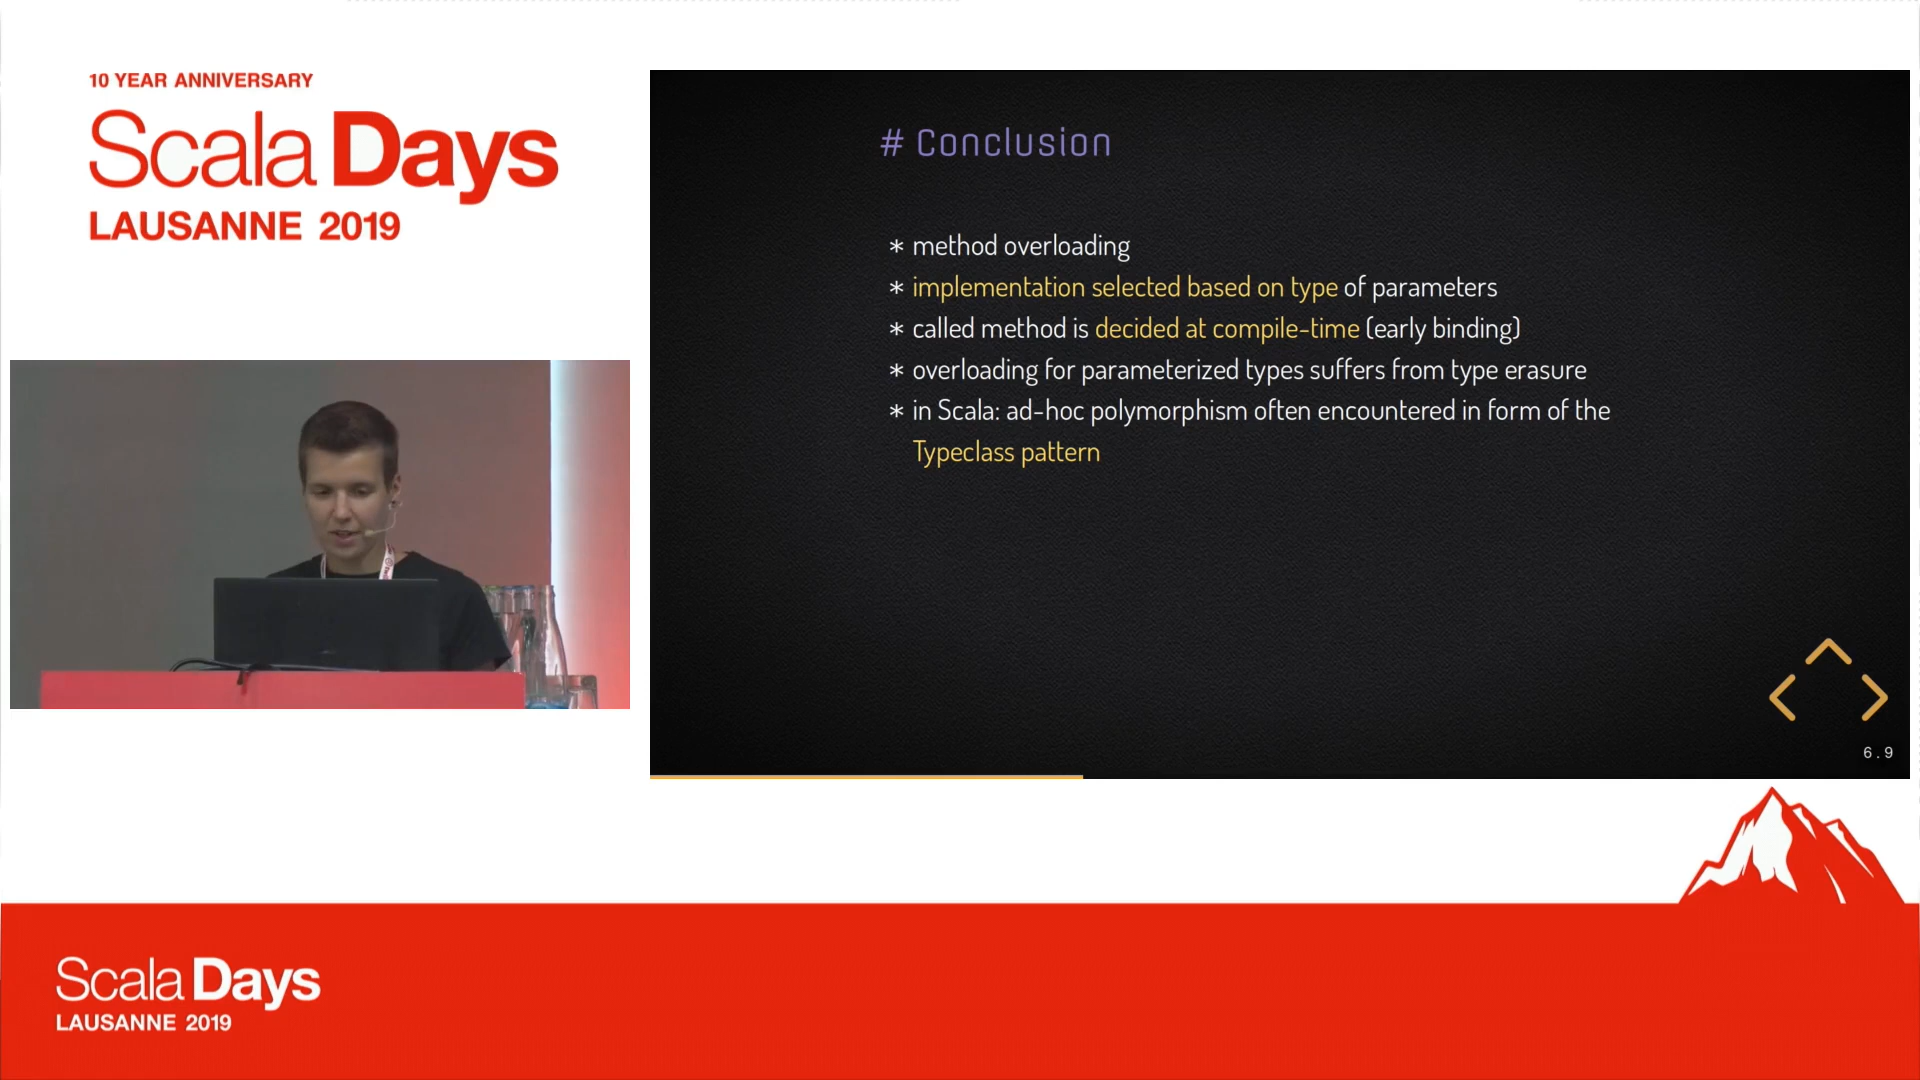 10 YEAR ANNIVERSARY
Scala Days
LAUSANNE 2019
# Conclusion
* method overloading
* implementation selected based on type of parameters
* called method is decided at compile-time (early binding)
* overloading for parameterized types suffers from type erasure
* in Scala: ad-hoc polymorphism often encountered in form of the
Typeclass pattern
6.9
Scala Days
LAUSANNE 2019